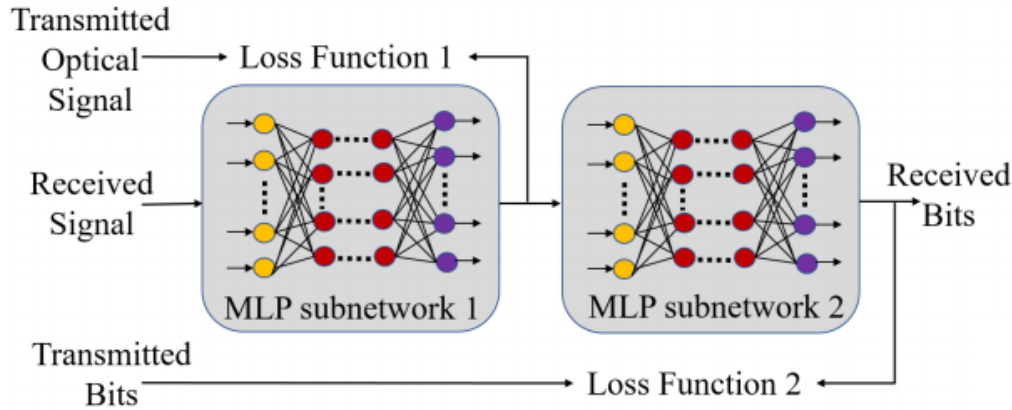 Transmitted
Optical
Signal
Loss Function 1
Received
Signal
MLP subnetwork 1
MLP subnetwork 2
Received
Bits
Transmitted
Bits
Loss Function 2